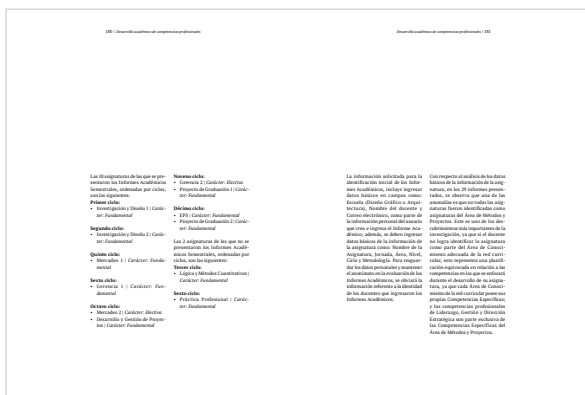 180 | Desarrollo académico de competencias profesionales
Las 10 asignaturas de las que se pre-
sentaron los Informes Académicos
Semestrales, ordenadas por ciclos,
son las siguientes:
Primer ciclo:
• Investigación y Diseño 1 | Carác-
ter: Fundamental
Segundo ciclo:
• Investigación y Diseño 2 | Carác-
ter: Fundamental
Quinto ciclo:
• Mercadeo 1 | Carácter: Funda-
mental
Sexto ciclo:
• Gerencia 1 | Carácter: Fun-
damental
Octavo ciclo:
• Mercadeo 2 | Carácter: Electivo
• Desarrollo y Gestión de Proyec-
tos | Carácter: Fundamental
Noveno ciclo:
• Gerencia 2 | Carácter: Electivo
• Proyecto de Graduación 1 | Carác-
ter: Fundamental
Décimo ciclo:
• EPS | Carácter: Fundamental
• Proyecto de Graduación 2 | Carác-
ter: Fundamental
Las 2 asignaturas de las que no se
presentaron los Informes Acadé-
micos Semestrales, ordenadas por
ciclos, son las siguientes:
Tercer ciclo:
• Lógica y Métodos Cuantitativos |
Carácter: Fundamental
Sexto ciclo:
• Práctica Profesional | Carác-
ter: Fundamental
Desarrollo académico de competencias profesionales | 181
La información solicitada para la
identificación inicial de los Infor-
mes Académicos, incluye ingresar
datos básicos en campos como:
Escuela (Diseño Gráfico o Arqui-
tectura), Nombre del docente y
Correo electrónico, como parte de
la información personal del usuario
que crea e ingresa el Informe Aca-
démico; además, se deben ingresar
datos básicos de la información de
la asignatura como: Nombre de la
Asignatura, Jornada, Área, Nivel,
Ciclo y Metodología. Para resguar-
dar los datos personales y mantener
el anonimato en la evaluación de los
Informes Académicos, se obviará la
información referente a la identidad
de los docentes que ingresaron los
Informes Académicos.
Con respecto al análisis de los datos
básicos de la información de la asig-
natura, en los 29 informes presen-
tados, se observa que una de las
anomalías es que no todas las asig-
naturas fueron identificadas como
asignaturas del Área de Métodos y
Proyectos. Este es uno de los des-
cubrimientos más importantes de la
investigación, ya que si el docente
no logra identificar la asignatura
como parte del Área de Conoci-
miento adecuada de la red curri-
cular, esto representa una planifi-
cación equivocada en relación a las
competencias en las que se enfocará
durante el desarrollo de su asigna-
tura, ya que cada Área de Conoci-
miento de la red curricular posee sus
propias Competencias Específicas;
y las competencias profesionales
de Liderazgo, Gestión y Dirección
Estratégica son parte exclusiva de
las Competencias Específicas del
Área de Métodos y Proyectos.